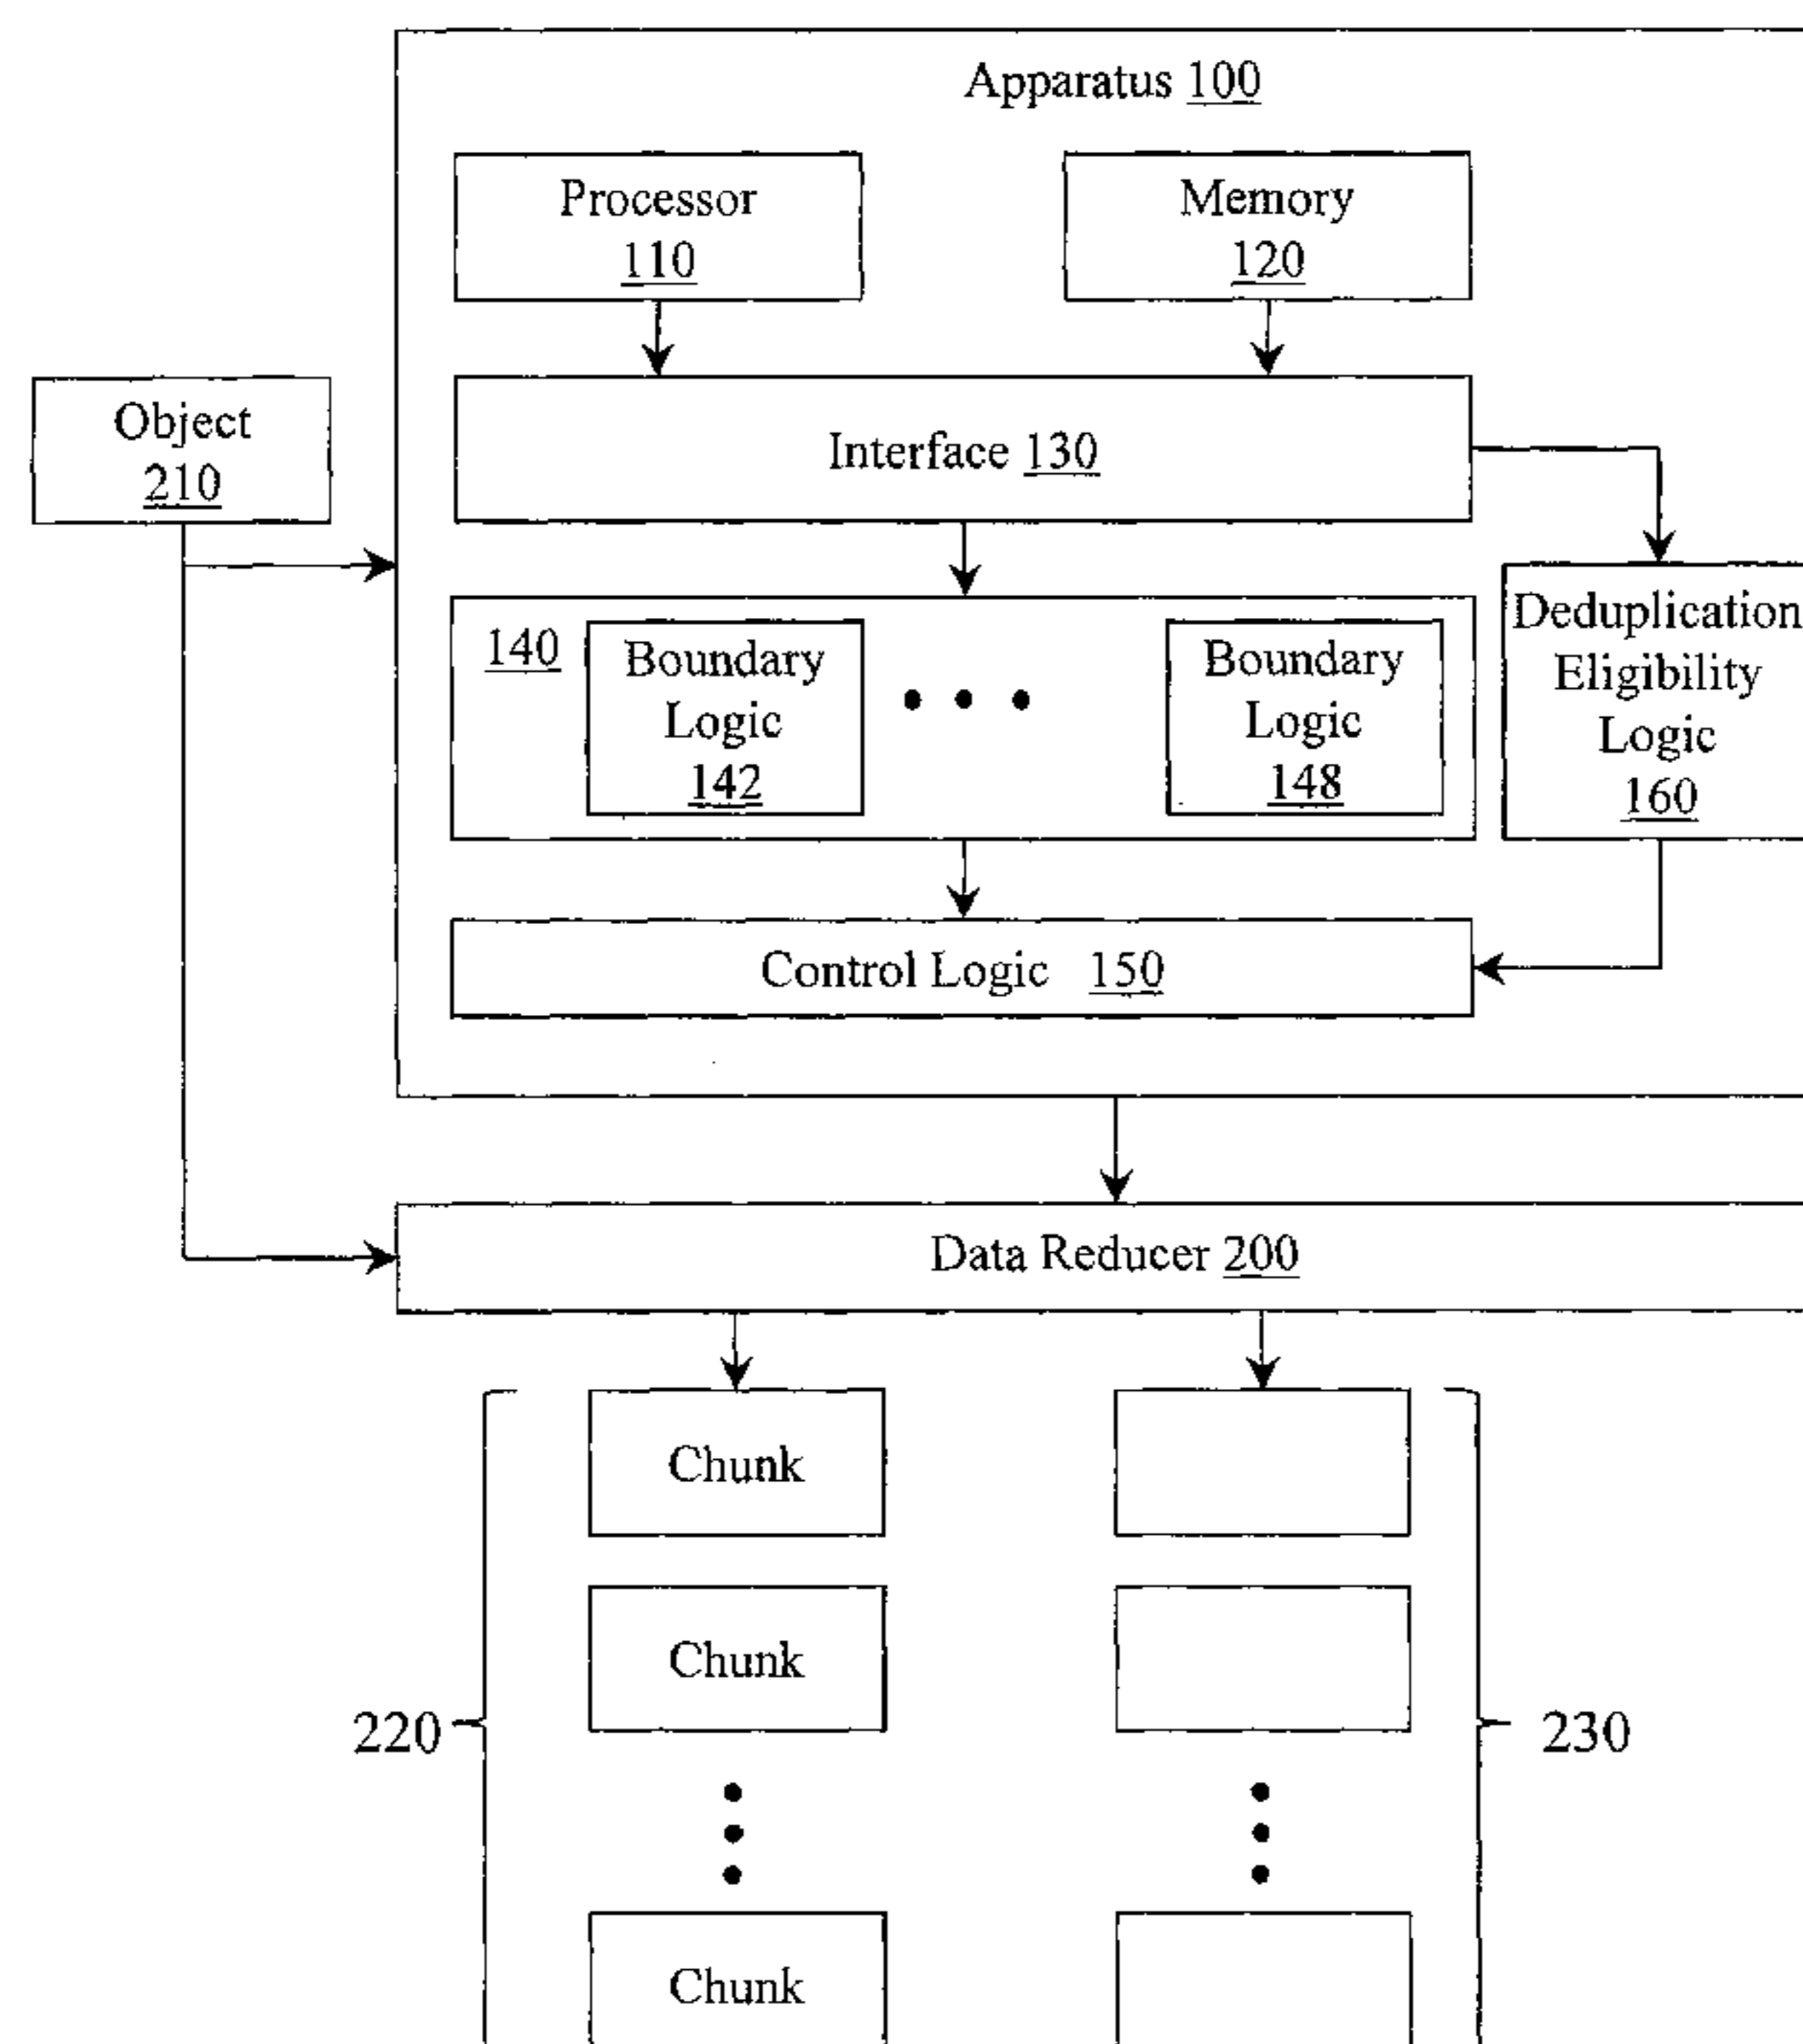 Apparatus 100
Processor
110
Memory
120
Object
210
Interface 130
140
Boundary
Logic
142
Boundary
Logic
148
Deduplication
Eligibility
Logic
160
Control Logic 150
Data Reducer 200
Chunk
Chunk
220
230
Chunk